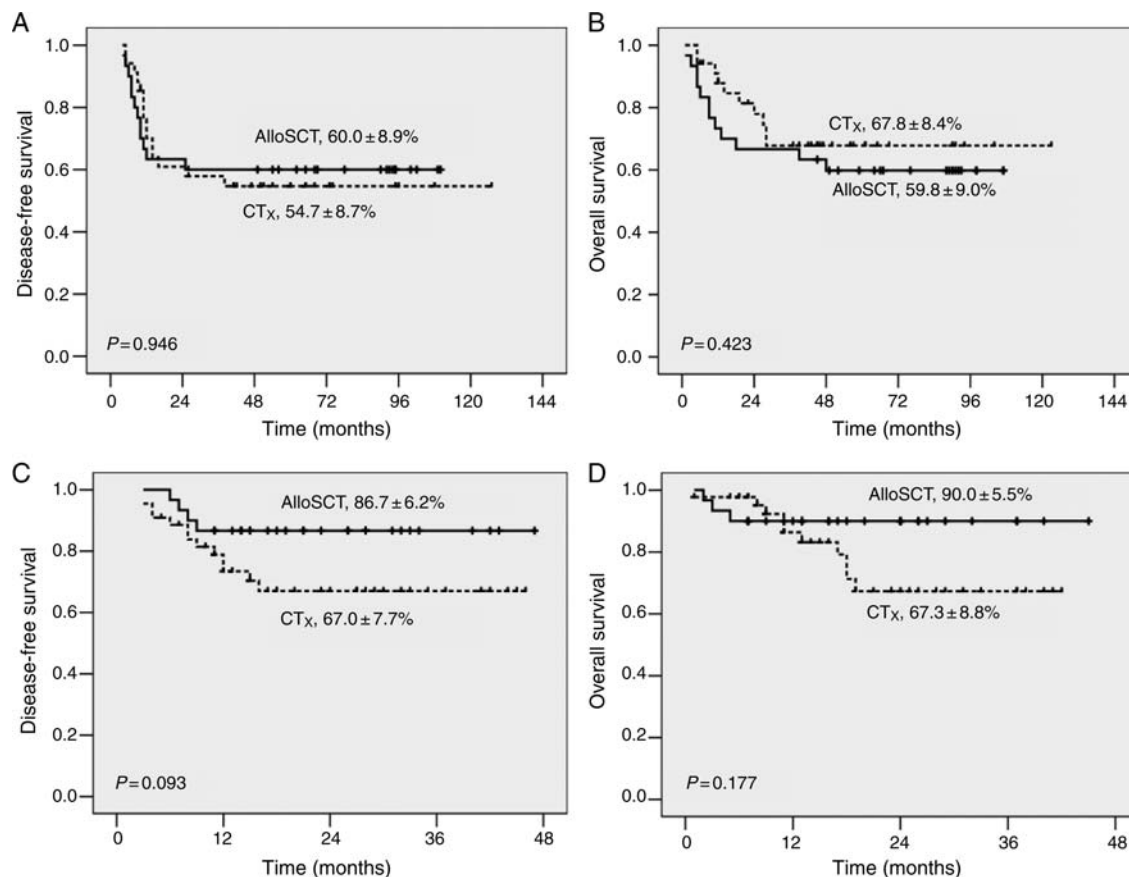 A
Disease-free survival
1.0
0.8
0.6
0.4
0.2
0.0
AlloSCT, 60.0±8.9%
CTX, 54.7±8.7%
P=0.946
0 24 48 72 96 120 144
Time (months)
B
Overall survival
1.0
0.8
0.6
0.4
0.2
0.0
CTX, 67.8±8.4%
AlloSCT, 59.8±9.0%
P=0.423
0 24 48 72 96 120 144
Time (months)
C
Disease-free survival
1.0
0.8
0.6
0.4
0.2
0.0
AlloSCT, 86.7±6.2%
CTX, 67.0±7.7%
P=0.093
0 12 24 36 48
Time (months)
D
Overall survival
1.0
0.8
0.6
0.4
0.2
0.0
AlloSCT, 90.0±5.5%
CTX, 67.3±8.8%
P=0.177
0 12 24 36 48
Time (months)